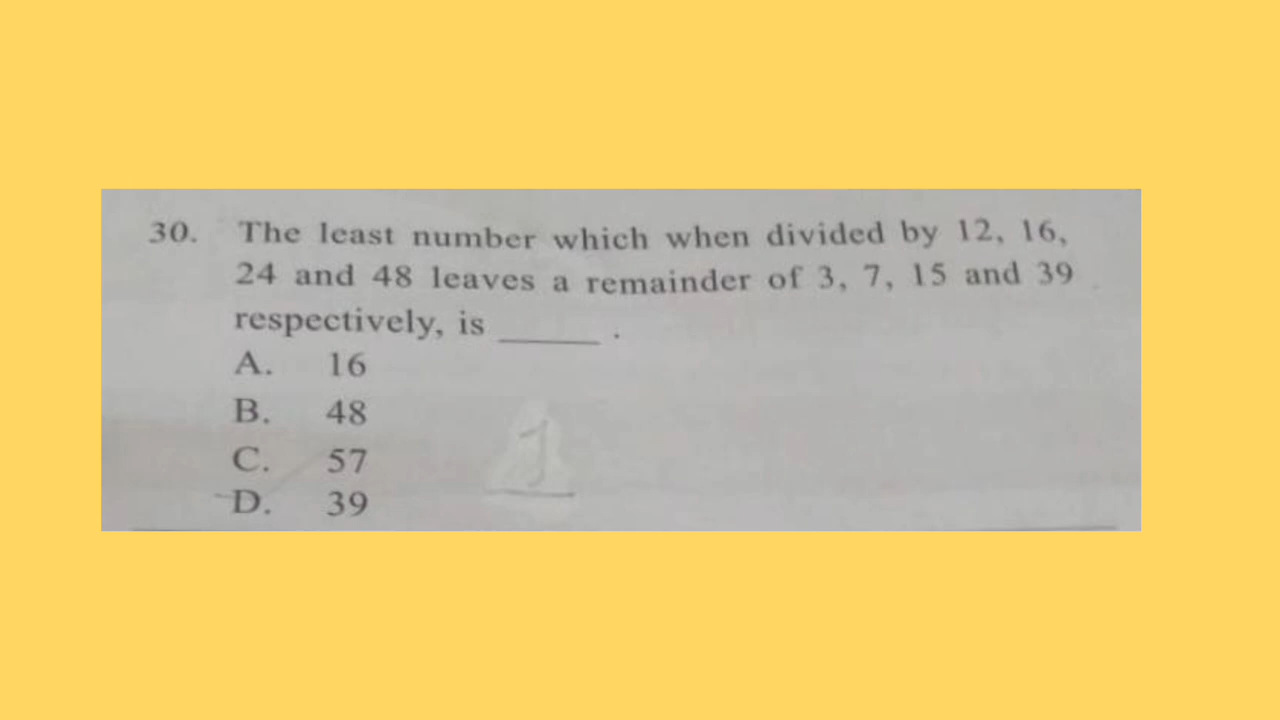 30. The least number which when divided by 12, 16,
24 and 48 leaves a remainder of 3, 7, 15 and 39
respectively, is ______ .
A. 16
B. 48
C. 57
D. 39